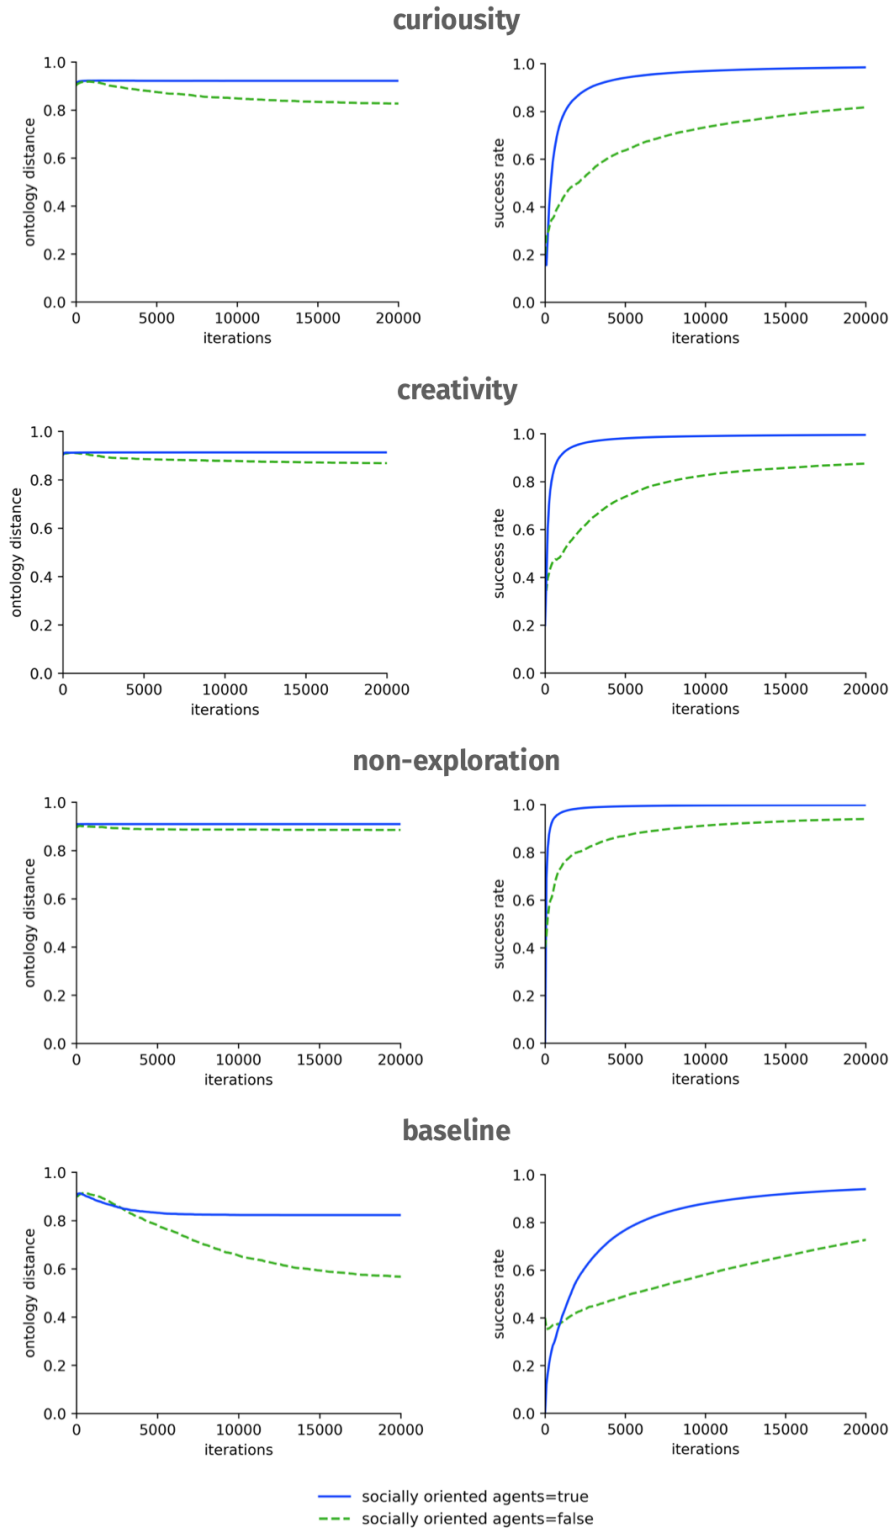 curiousity
1.0
0.8
0.6
0.4
0.2
0.0
ontology distance
0 5000 10000 15000 20000
iterations
1.0
0.8
0.6
0.4
0.2
0.0
success rate
0 5000 10000 15000 20000
iterations
creativity
1.0
0.8
0.6
0.4
0.2
0.0
ontology distance
0 5000 10000 15000 20000
iterations
1.0
0.8
0.6
0.4
0.2
0.0
success rate
0 5000 10000 15000 20000
iterations
non-exploration
1.0
0.8
0.6
0.4
0.2
0.0
ontology distance
0 5000 10000 15000 20000
iterations
1.0
0.8
0.6
0.4
0.2
0.0
success rate
0 5000 10000 15000 20000
iterations
baseline
1.0
0.8
0.6
0.4
0.2
0.0
ontology distance
0 5000 10000 15000 20000
iterations
1.0
0.8
0.6
0.4
0.2
0.0
success rate
0 5000 10000 15000 20000
iterations
socially oriented agents=true
socially oriented agents=false